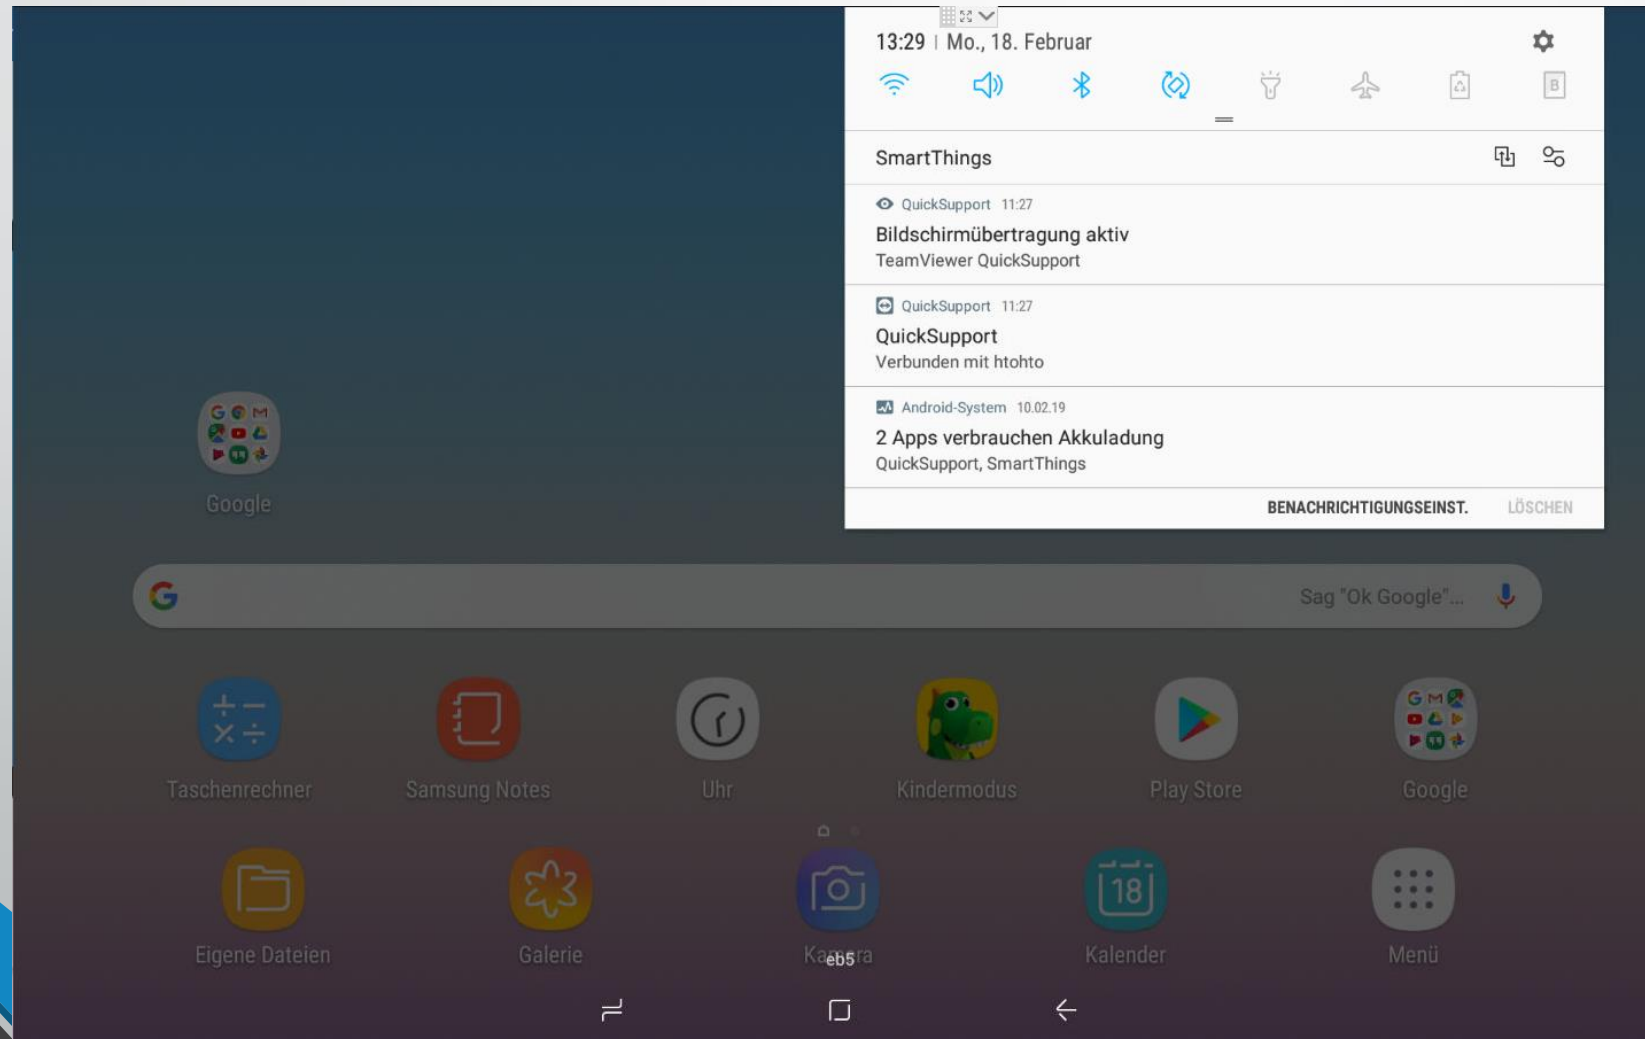 13:29 | Mo., 18. Februar
B
SmartThings
QuickSupport 11:27
Bildschirmübertragung aktiv
TeamViewer QuickSupport
QuickSupport 11:27
QuickSupport
Verbunden mit htohto
Android-System 10.02.19
2 Apps verbrauchen Akkuladung
QuickSupport, SmartThings
BENACHRICHTIGUNGSEINST. LÖSCHEN
Google
Sag "Ok Google"...
Taschenrechner Samsung Notes Uhr Kindermodus Play Store Google
18
Eigene Dateien Galerie Kamera Kalender Menü
eb5